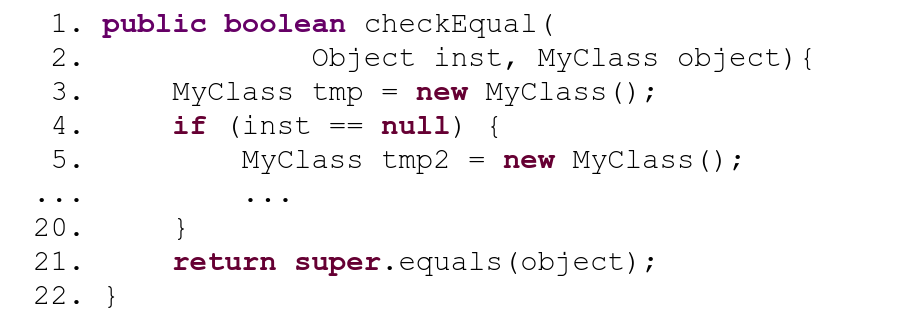 1. public boolean checkEqual(
2.             Object inst, MyClass object){
3.     MyClass tmp = new MyClass();
4.     if (inst == null) {
5.         MyClass tmp2 = new MyClass();
...         ...
20.     }
21.     return super.equals(object);
22. }